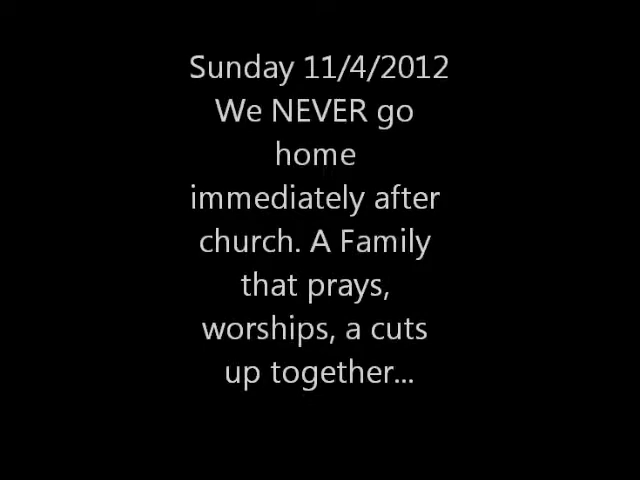 Sunday 11/4/2012
We NEVER go
home
immediately after
church. A Family
that prays,
worships, a cuts
up together...